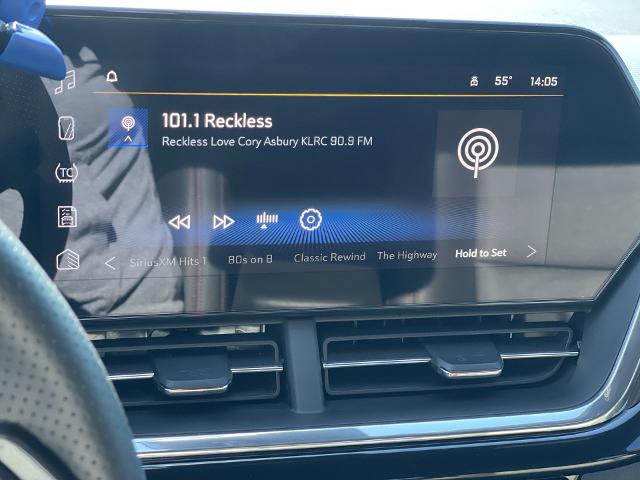 55° 14:05
101.1 Reckless
Reckless Love Cory Asbury KLRC 90.9 FM
TC
SiriusXM Hits 1 80s on 8 Classic Rewind The Highway Hold to Set